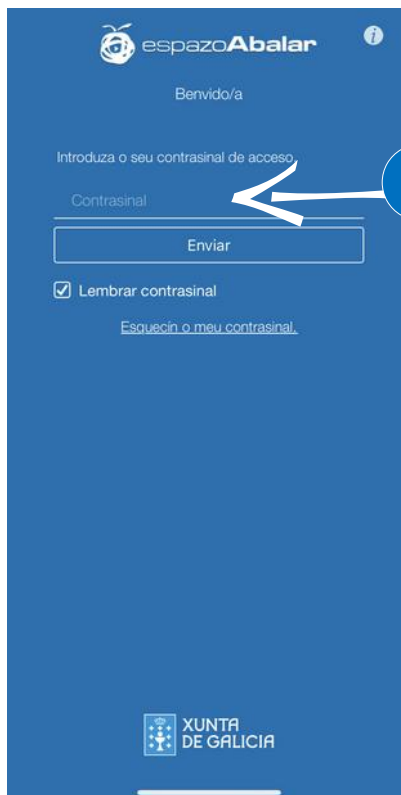 espazoAbalar
i
Benvido/a
Introduza o seu contrasinal de acceso.
Contrasinal
Enviar
Lembrar contrasinal
Esquecín o meu contrasinal.
XUNTA
DE GALICIA